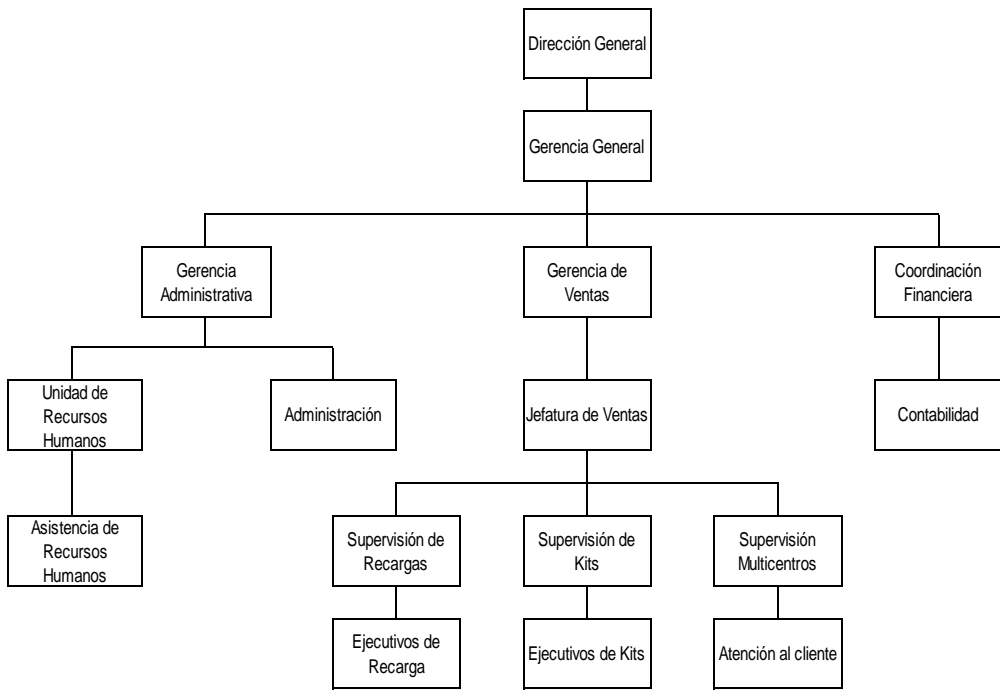 Dirección General
Gerencia General
Gerencia
Administrativa
Gerencia de
Ventas
Coordinación
Financiera
Unidad de
Recursos
Humanos
Administración
Jefatura de Ventas
Contabilidad
Asistencia de
Recursos
Humanos
Supervisión de
Recargas
Supervisión de
Kits
Supervisión
Multicentros
Ejecutivos de
Recarga
Ejecutivos de Kits
Atención al cliente